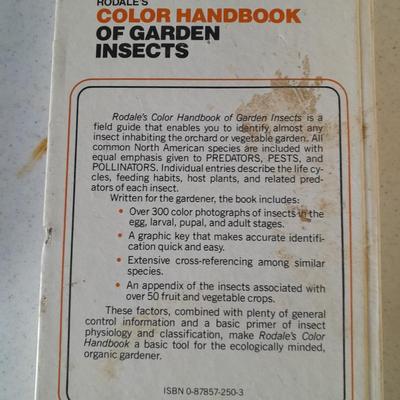 RODALE'S
COLOR HANDBOOK
OF GARDEN
INSECTS
Rodale's Color Handbook of Garden Insects is a
field guide that enables you to identify almost any
insect inhabiting the orchard or vegetable garden. All
common North American species are included with
equal emphasis given to PREDATORS, PESTS, and
POLLINATORS. Individual entries describe the life cy-
cles, feeding habits, host plants, and related pred-
ators of each insect.
Written for the gardener, the book includes:
• Over 300 color photographs of insects in the
egg, larval, pupal, and adult stages.
• A graphic key that makes accurate identifi-
cation quick and easy.
• Extensive cross-referencing among similar
species.
• An appendix of the insects associated with
over 50 fruit and vegetable crops.
These factors, combined with plenty of general
control information and a basic primer of insect
physiology and classification, make Rodale's Color
Handbook a basic tool for the ecologically minded,
organic gardener.
ISBN 0-87857-250-3